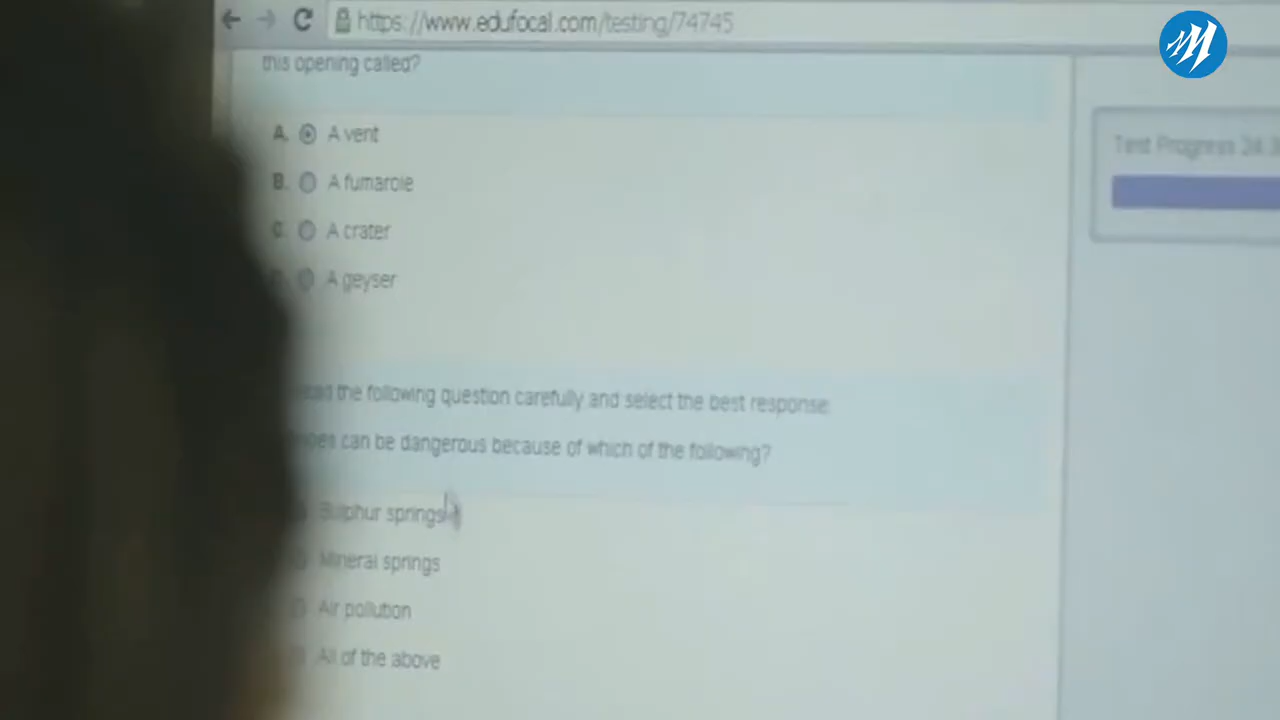 https://www.edufocal.com/testing/74745
this opening called?
A. A vent
B. A fumarole
C. A crater
A geyser
Test Progress
the following question carefully and select the best response
can be dangerous because of which of the following?
Sulphur springs
Mineral springs
Air pollution
All of the above